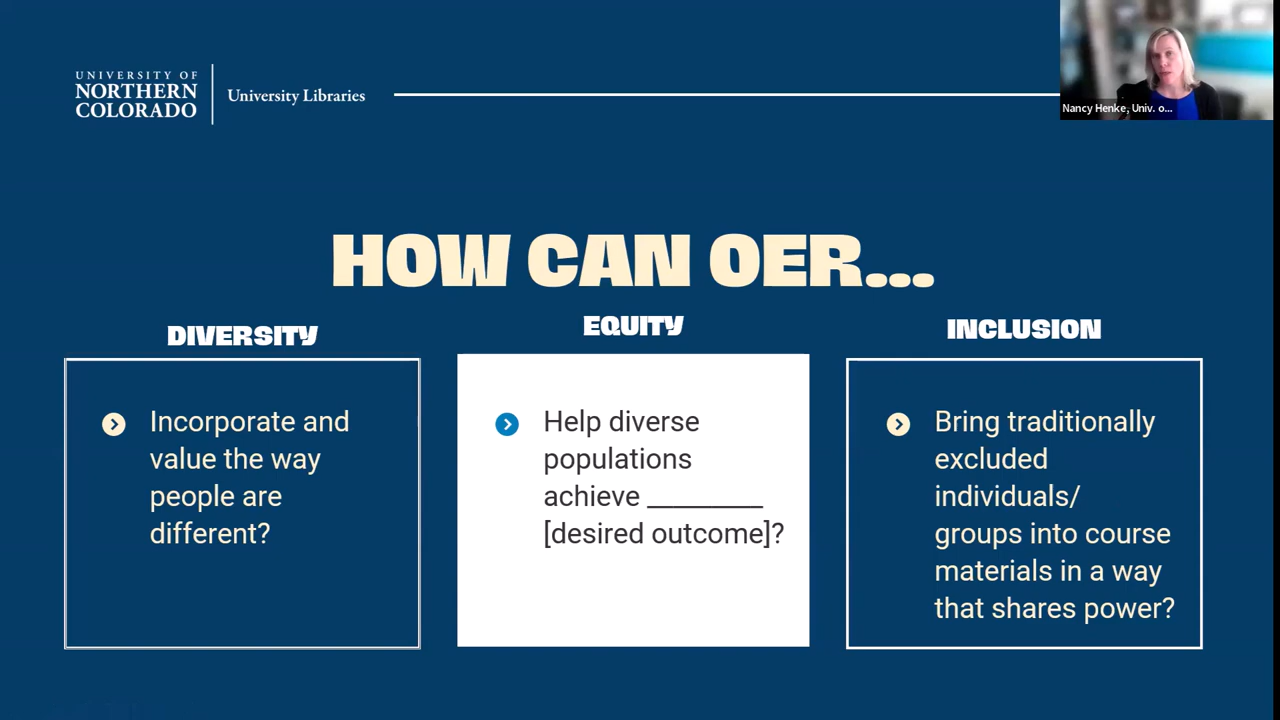 UNIVERSITY OF
NORTHERN
COLORADO
University Libraries
Nancy Henke, Univ. o...
HOW CAN OER...
DIVERSITY
Incorporate and
value the way
people are
different?
EQUITY
Help diverse
populations
achieve ________
[desired outcome]?
INCLUSION
Bring traditionally
excluded
individuals/
groups into course
materials in a way
that shares power?